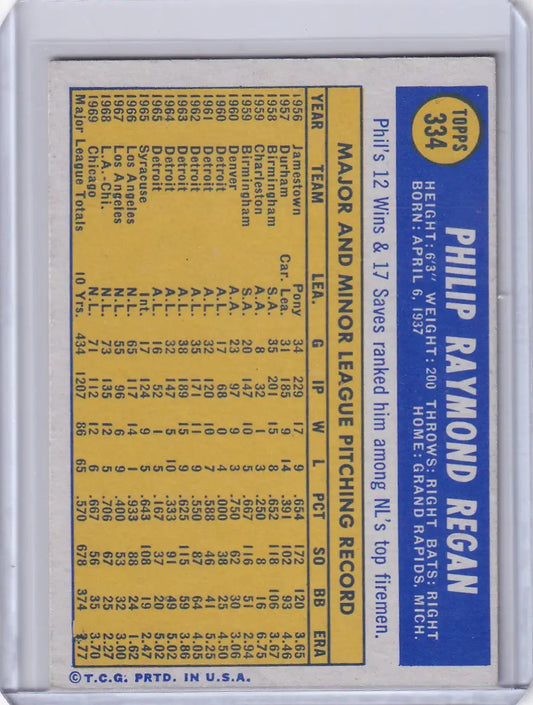 TOPPS
334
PHILIP RAYMOND REGAN
HEIGHT: 6'3" WEIGHT: 200 THROWS: RIGHT BATS: RIGHT
BORN: APRIL 6, 1937 HOME: GRAND RAPIDS, MICH.
Phil's 12 Wins & 17 Saves ranked him among NL's top firemen.
MAJOR AND MINOR LEAGUE PITCHING RECORD
YEAR TEAM LEA. G IP W L PCT SO BB ERA
1956 Jamestown Pony 34 229 17 9 .654 172 120 3.65
1957 Durham Car. Lea. 31 185 9 14 .391 102 93 4.46
1958 Birmingham S.A. 35 201 15 8 .652 118 106 3.67
1959 Charleston A.A. 8 32 1 3 .250 8 16 6.75
1959 Birmingham S.A. 20 147 10 5 .667 116 51 2.94
1960 Denver A.A. 23 97 9 3 .750 62 30 3.06
1960 Detroit A.L. 17 68 0 4 .000 38 25 4.50
1961 Detroit A.L. 32 120 10 7 .588 46 41 5.25
1962 Detroit A.L. 35 171 11 9 .550 87 64 4.05
1963 Detroit A.L. 38 189 15 9 .625 115 59 3.86
1964 Detroit A.L. 32 147 5 10 .333 91 49 5.02
1965 Detroit A.L. 16 52 1 5 .167 37 20 5.02
1965 Syracuse Int. 17 124 9 5 .643 108 19 2.47
1966 Los Angeles N.L. 65 117 14 1 .933 88 24 1.62
1967 Los Angeles N.L. 55 96 6 9 .400 53 32 3.00
1968 L.A.-Chi. N.L. 73 135 12 5 .706 67 25 2.27
1969 Chicago N.L. 71 112 12 6 .667 56 35 3.70
Major League Totals 10 Yrs. 434 1207 86 65 .570 678 374 3.77
© T.C.G. PRTD. IN U.S.A.